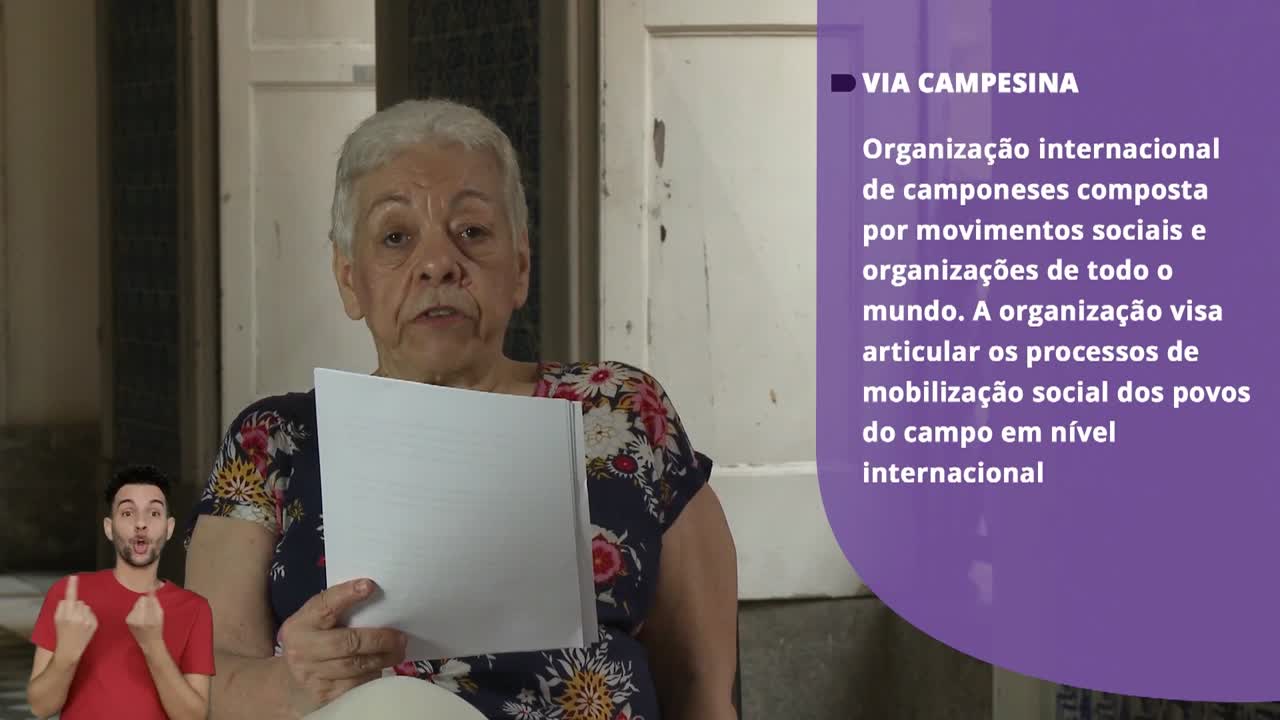 VIA CAMPESINA
Organização internacional
de camponeses composta
por movimentos sociais e
organizações de todo o
mundo. A organização visa
articular os processos de
mobilização social dos povos
do campo em nível
internacional